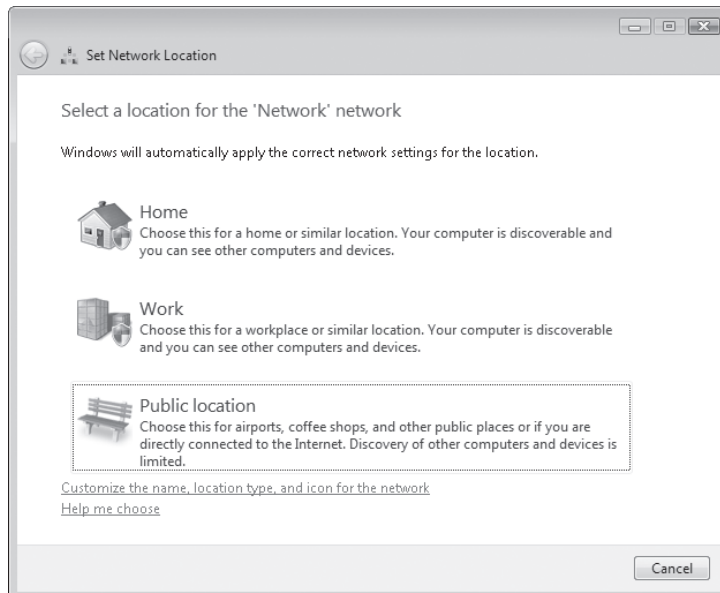 Set Network Location
Select a location for the 'Network' network
Windows will automatically apply the correct network settings for the location.
Home
Choose this for a home or similar location. Your computer is discoverable and
you can see other computers and devices.
Work
Choose this for a workplace or similar location. Your computer is discoverable
and you can see other computers and devices.
Public location
Choose this for airports, coffee shops, and other public places or if you are
directly connected to the Internet. Discovery of other computers and devices is
limited.
Customize the name, location type, and icon for the network
Help me choose
Cancel